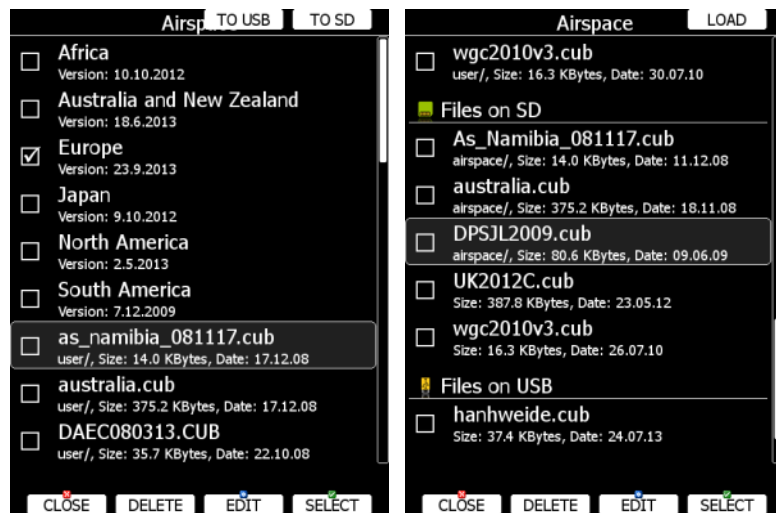 Airspace
TO USB
TO SD
Africa
Version: 10.10.2012
Australia and New Zealand
Version: 18.6.2013
Europe
Version: 23.9.2013
Japan
Version: 9.10.2012
North America
Version: 2.5.2013
South America
Version: 7.12.2009
as_namibia_081117.cub
user/, Size: 14.0 KBytes, Date: 17.12.08
australia.cub
user/, Size: 375.2 KBytes, Date: 17.12.08
DAEC080313.CUB
user/, Size: 35.7 KBytes, Date: 22.10.08
CLOSE
DELETE
EDIT
SELECT
Airspace
LOAD
wgc2010v3.cub
user/, Size: 16.3 KBytes, Date: 30.07.10
Files on SD
As_Namibia_081117.cub
airspace/, Size: 14.0 KBytes, Date: 11.12.08
australia.cub
airspace/, Size: 375.2 KBytes, Date: 18.11.08
DPSJL2009.cub
airspace/, Size: 80.6 KBytes, Date: 09.06.09
UK2012C.cub
Size: 387.8 KBytes, Date: 23.05.12
wgc2010v3.cub
Size: 16.3 KBytes, Date: 26.07.10
Files on USB
hanhweide.cub
Size: 37.4 KBytes, Date: 24.07.13
CLOSE
DELETE
EDIT
SELECT